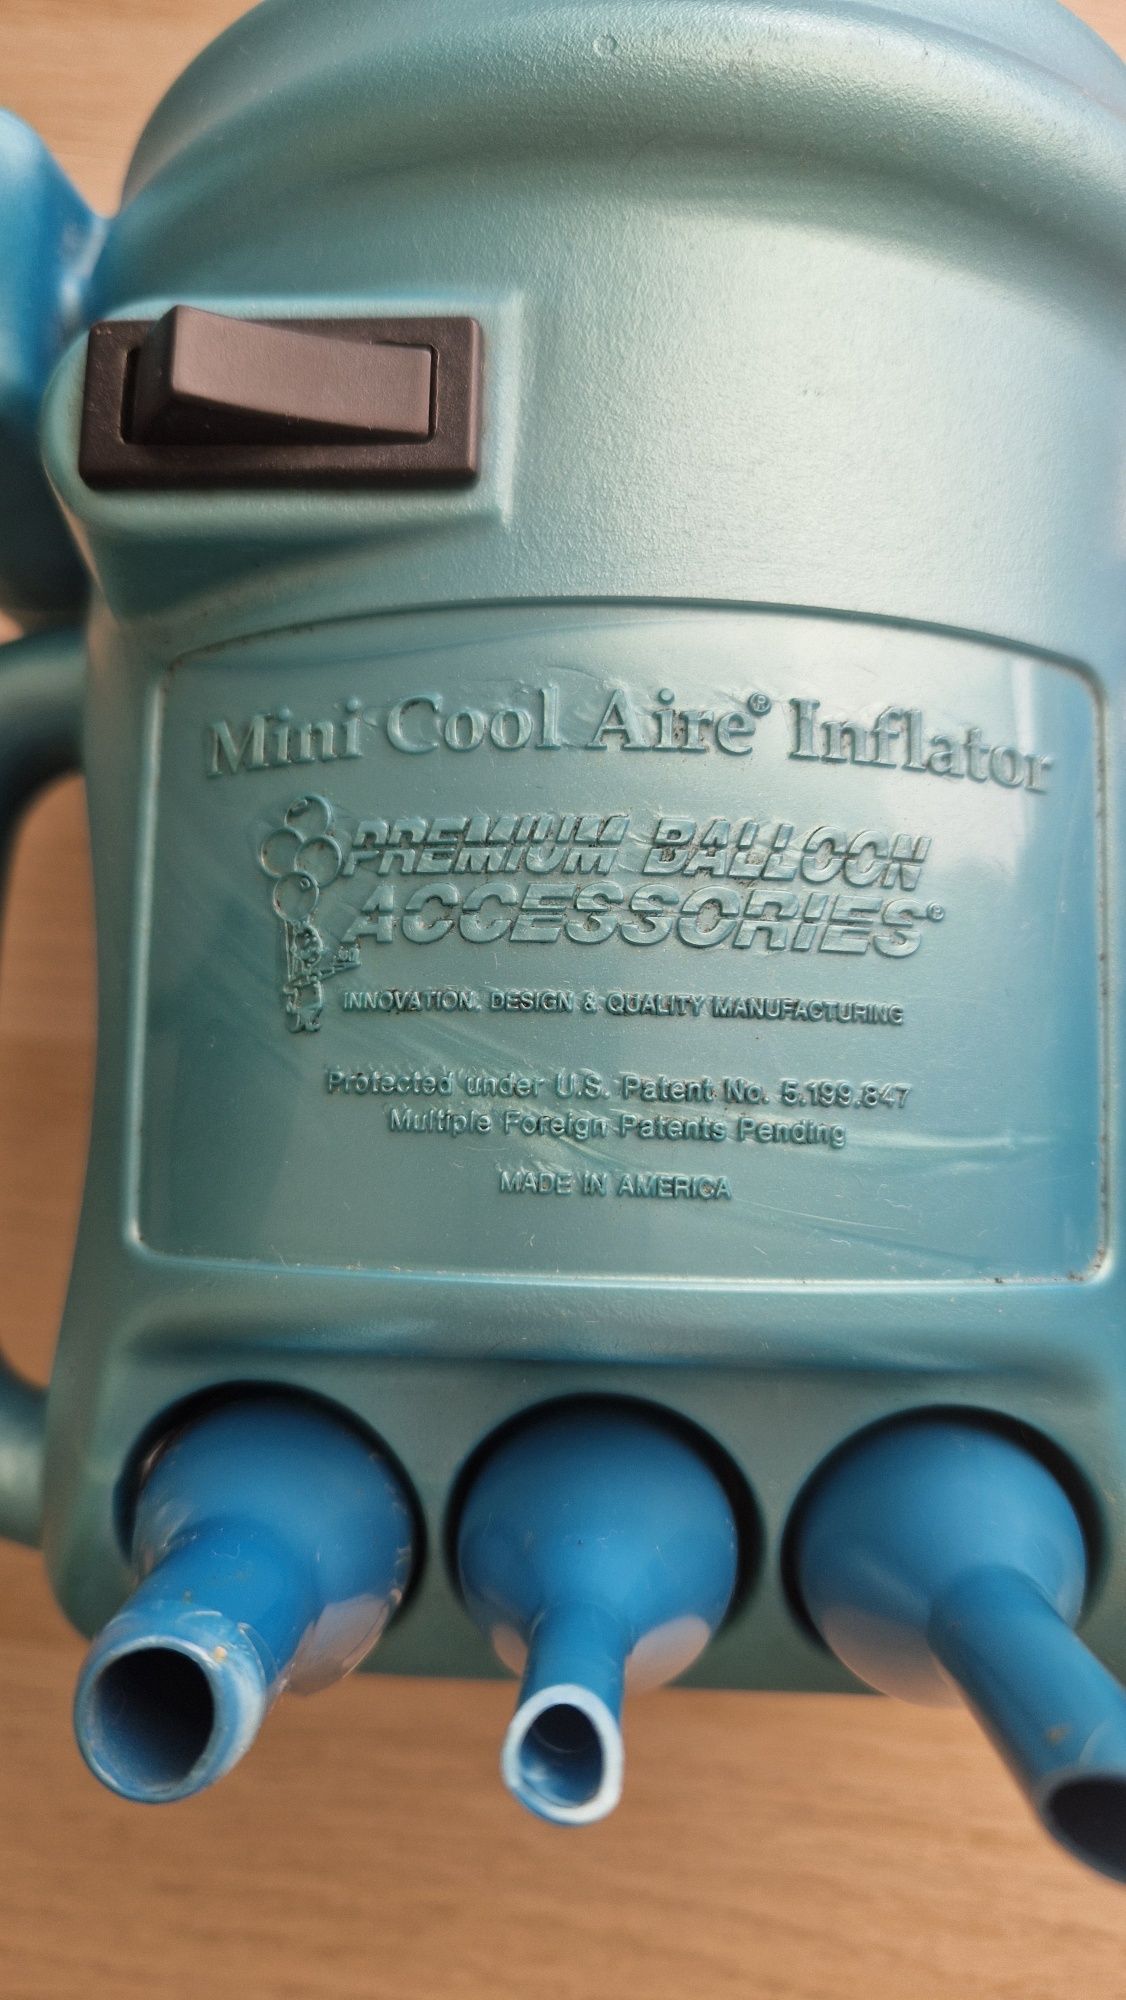 Mini Cool Aire® Inflator
PREMIUM BALLOON
ACCESSORIES®
INNOVATION, DESIGN & QUALITY MANUFACTURING
Protected under U.S. Patent No. 5,199,847
Multiple Foreign Patents Pending
MADE IN AMERICA